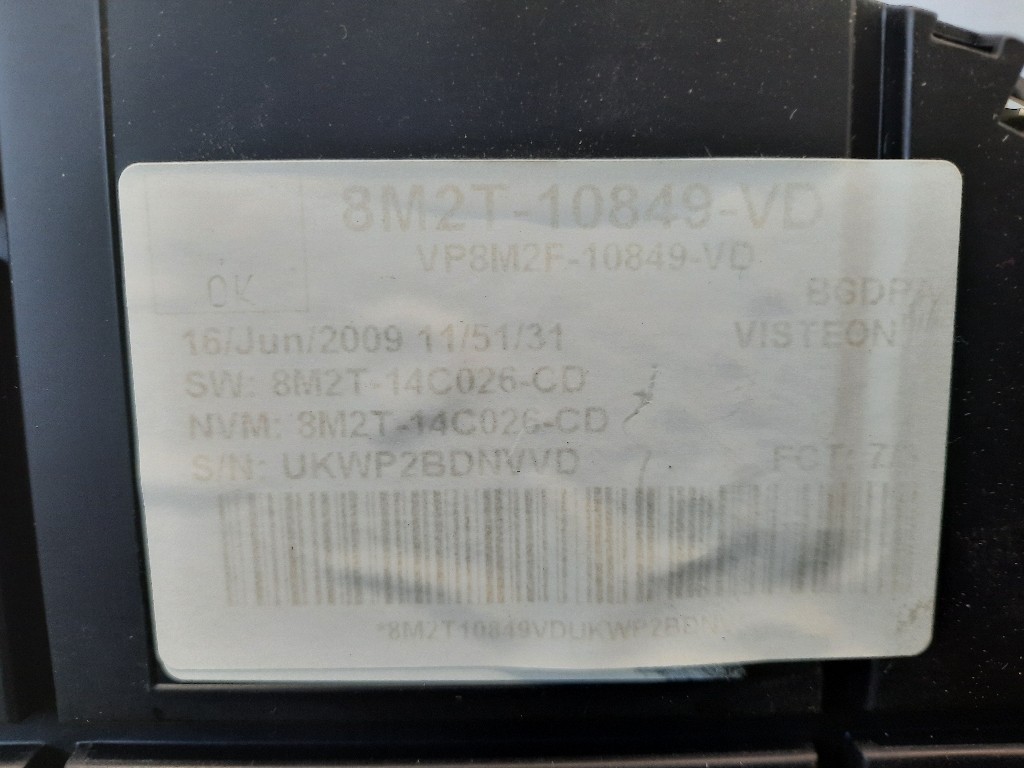 8M2T-10849-VD
VP8M2F-10849-VD
OK
16/Jun/2009 11/51/31
VISTEON
SW: 8M2T-14C026-CD
NVM: 8M2T-14C026-CD
S/N: UKWP2BDNVVD
FCT: